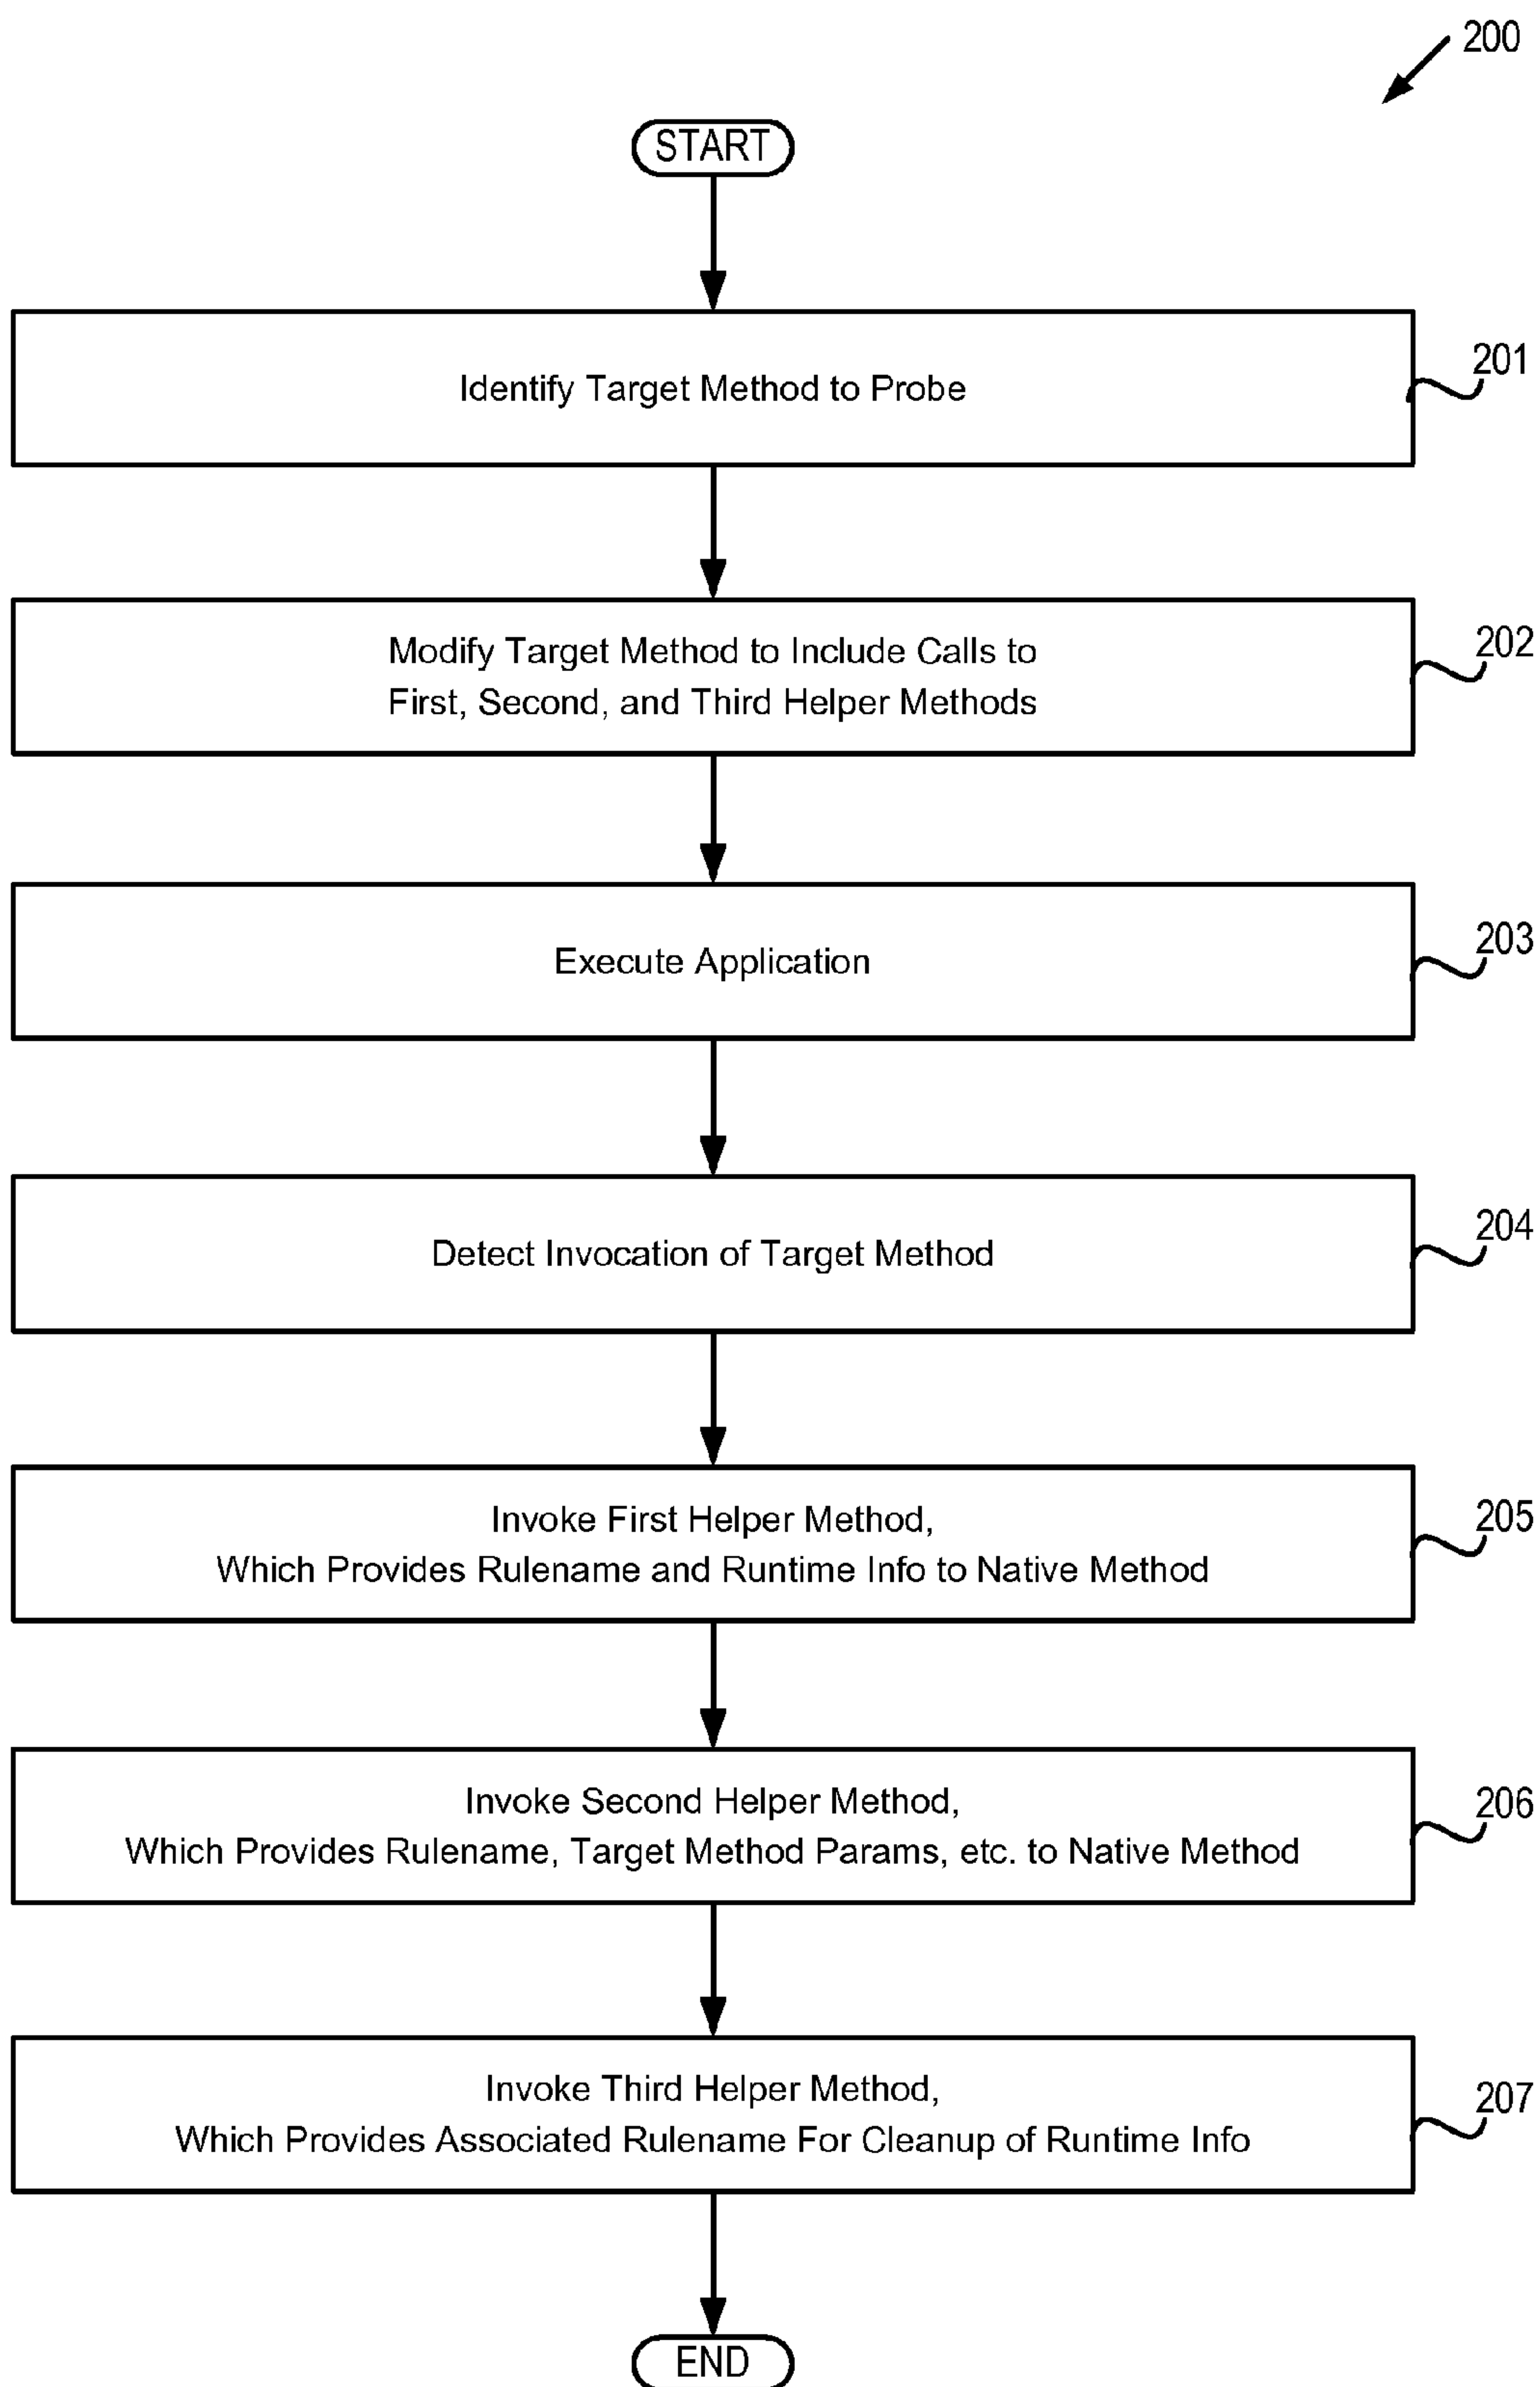 200
START
Identify Target Method to Probe
201
Modify Target Method to Include Calls to
First, Second, and Third Helper Methods
202
Execute Application
203
Detect Invocation of Target Method
204
Invoke First Helper Method,
Which Provides Rulename and Runtime Info to Native Method
205
Invoke Second Helper Method,
Which Provides Rulename, Target Method Params, etc. to Native Method
206
Invoke Third Helper Method,
Which Provides Associated Rulename For Cleanup of Runtime Info
207
END